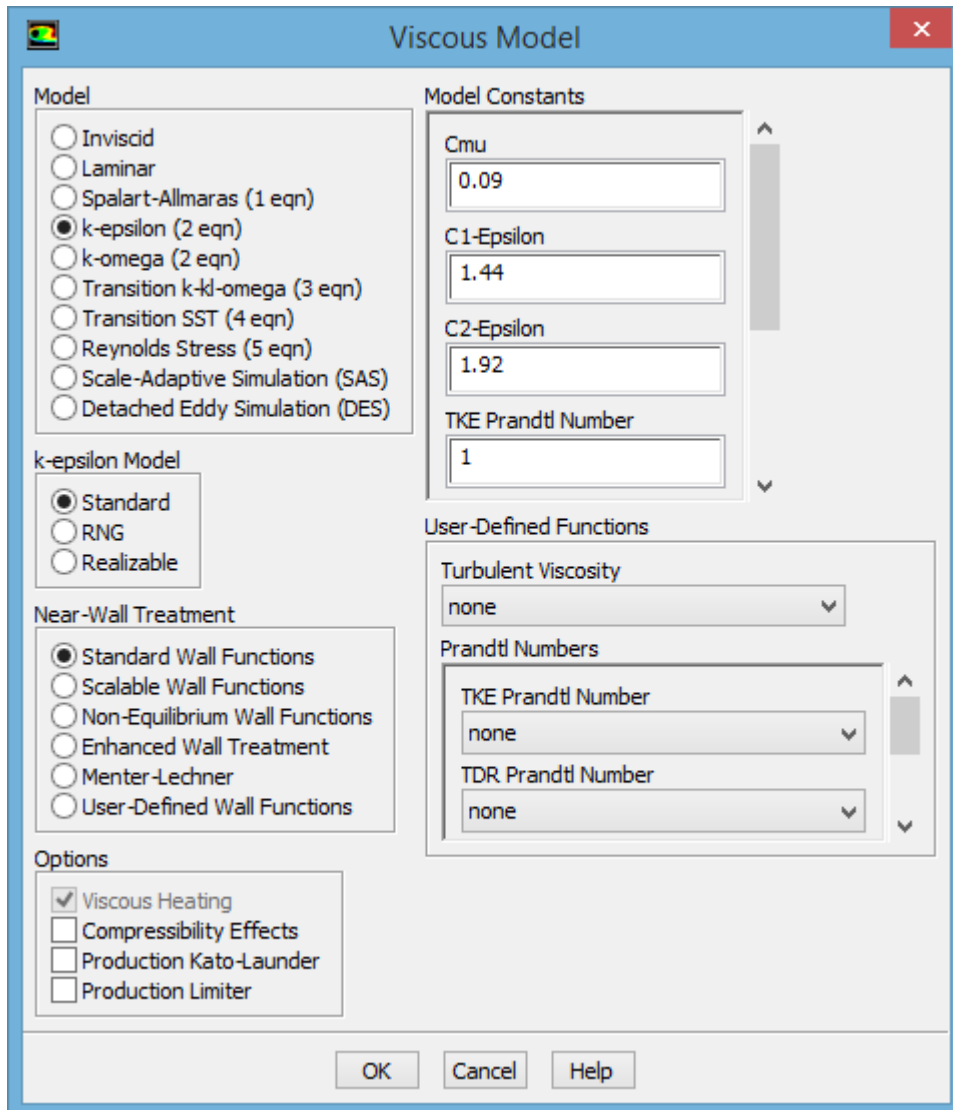 Viscous Model
Model
Inviscid
Laminar
Spalart-Allmaras (1 eqn)
k-epsilon (2 eqn)
k-omega (2 eqn)
Transition k-kl-omega (3 eqn)
Transition SST (4 eqn)
Reynolds Stress (5 eqn)
Scale-Adaptive Simulation (SAS)
Detached Eddy Simulation (DES)
k-epsilon Model
Standard
RNG
Realizable
Near-Wall Treatment
Standard Wall Functions
Scalable Wall Functions
Non-Equilibrium Wall Functions
Enhanced Wall Treatment
Menter-Lechner
User-Defined Wall Functions
Options
Viscous Heating
Compressibility Effects
Production Kato-Launder
Production Limiter
Model Constants
Cmu
0.09
C1-Epsilon
1.44
C2-Epsilon
1.92
TKE Prandtl Number
1
User-Defined Functions
Turbulent Viscosity
none
Prandtl Numbers
TKE Prandtl Number
none
TDR Prandtl Number
none
OK
Cancel
Help